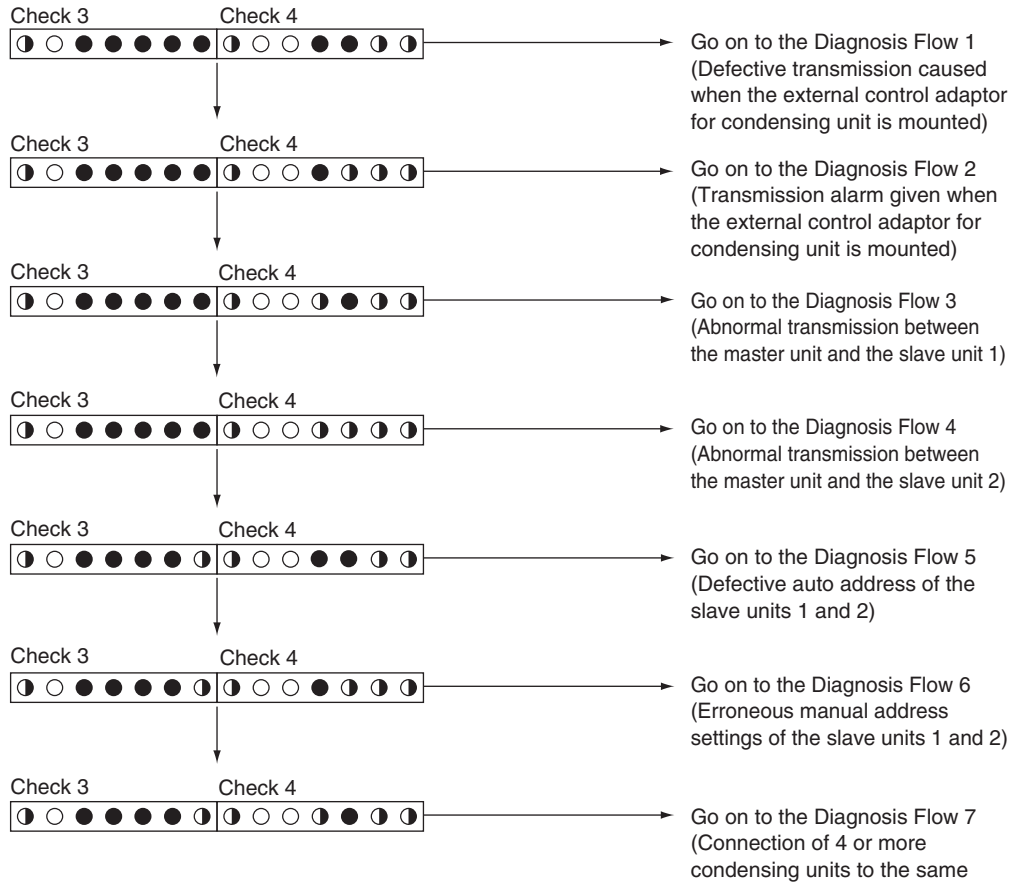 Check 3 Check 4
Go on to the Diagnosis Flow 1
(Defective transmission caused
when the external control adaptor
for condensing unit is mounted)
Check 3 Check 4
Go on to the Diagnosis Flow 2
(Transmission alarm given when
the external control adaptor for
condensing unit is mounted)
Check 3 Check 4
Go on to the Diagnosis Flow 3
(Abnormal transmission between
the master unit and the slave unit 1)
Check 3 Check 4
Go on to the Diagnosis Flow 4
(Abnormal transmission between
the master unit and the slave unit 2)
Check 3 Check 4
Go on to the Diagnosis Flow 5
(Defective auto address of the
slave units 1 and 2)
Check 3 Check 4
Go on to the Diagnosis Flow 6
(Erroneous manual address
settings of the slave units 1 and 2)
Check 3 Check 4
Go on to the Diagnosis Flow 7
(Connection of 4 or more
condensing units to the same